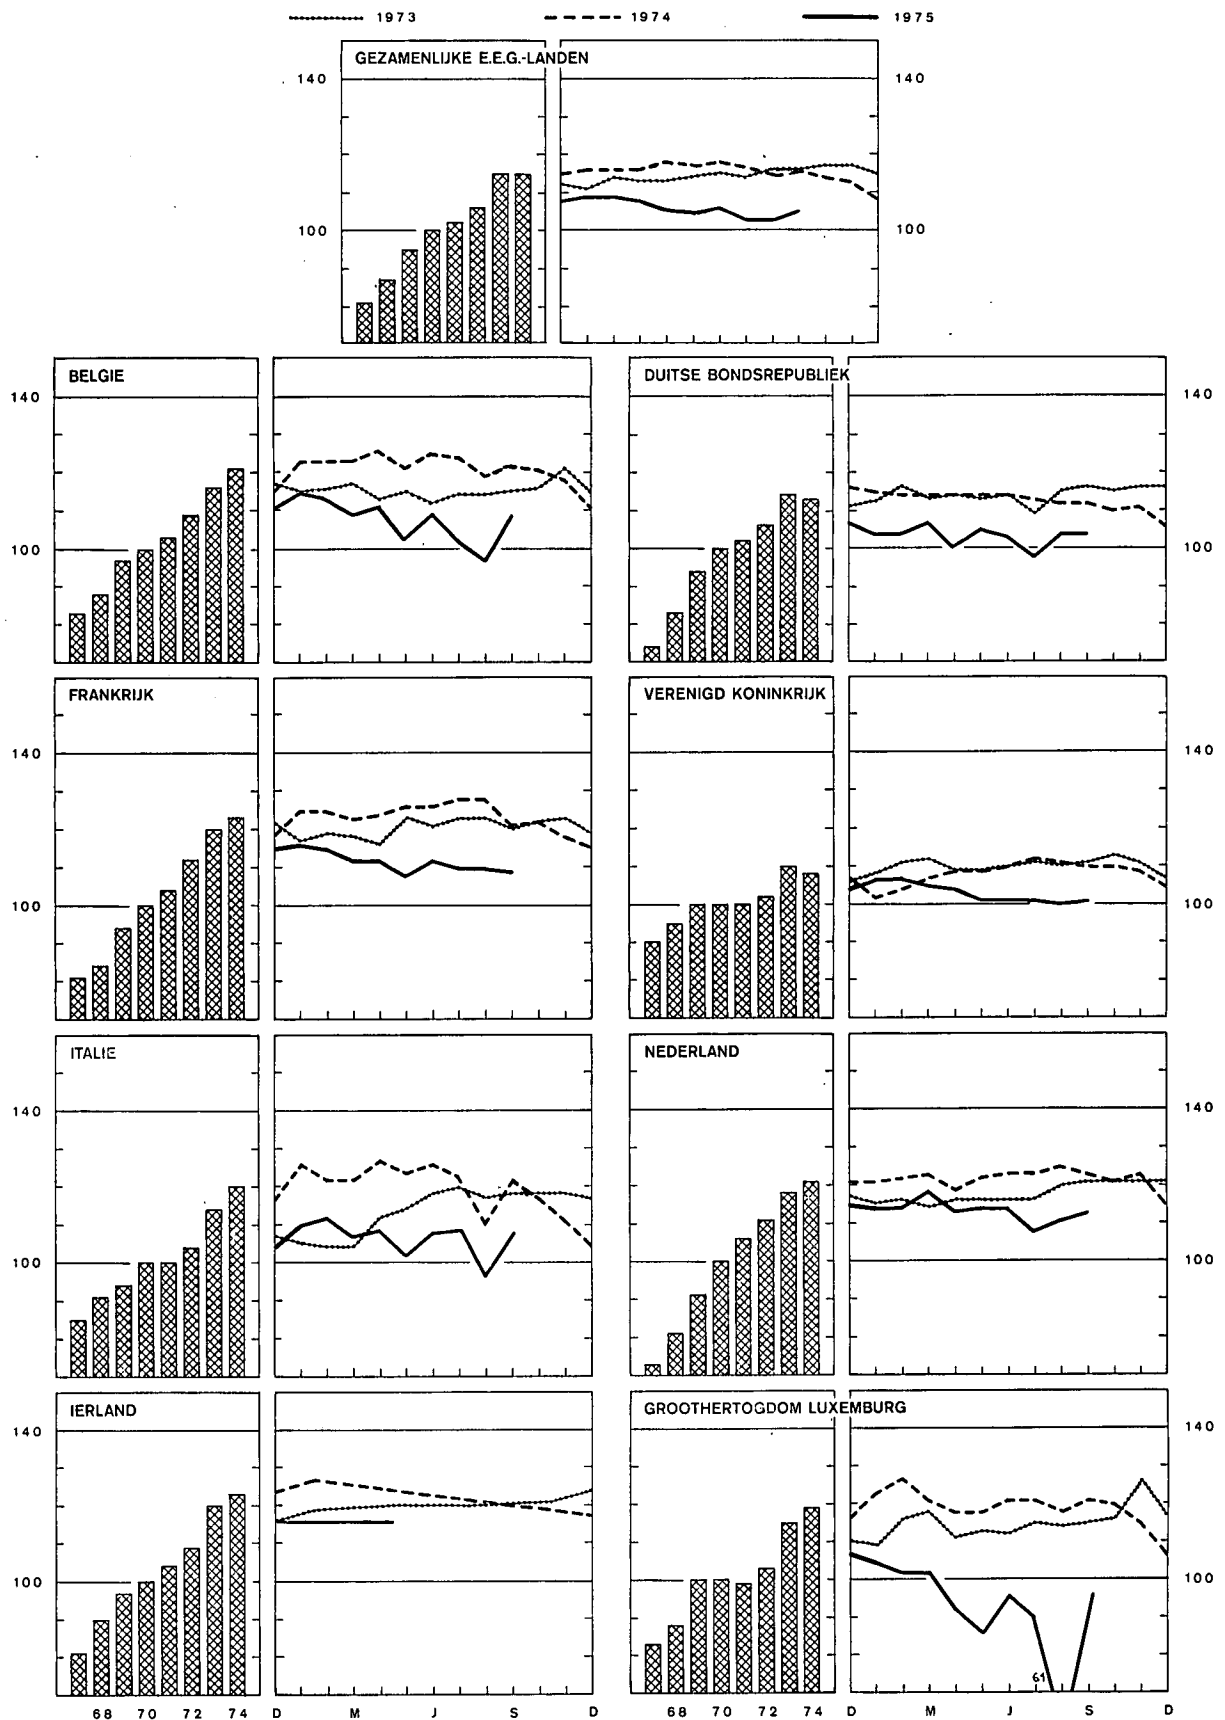 1973 1974 1975
GEZAMENLIJKE E.E.G.-LANDEN
140 140
100 100
BELGIE DUITSE BONDSREPUBLIEK
140 140
100 100
FRANKRIJK VERENIGD KONINKRIJK
140 140
100 100
ITALIE NEDERLAND
140 140
100 100
IERLAND GROOTHERTOGDOM LUXEMBURG
140 140
100 100
61
68 70 72 74 D M J S D 68 70 72 74 D M J S D